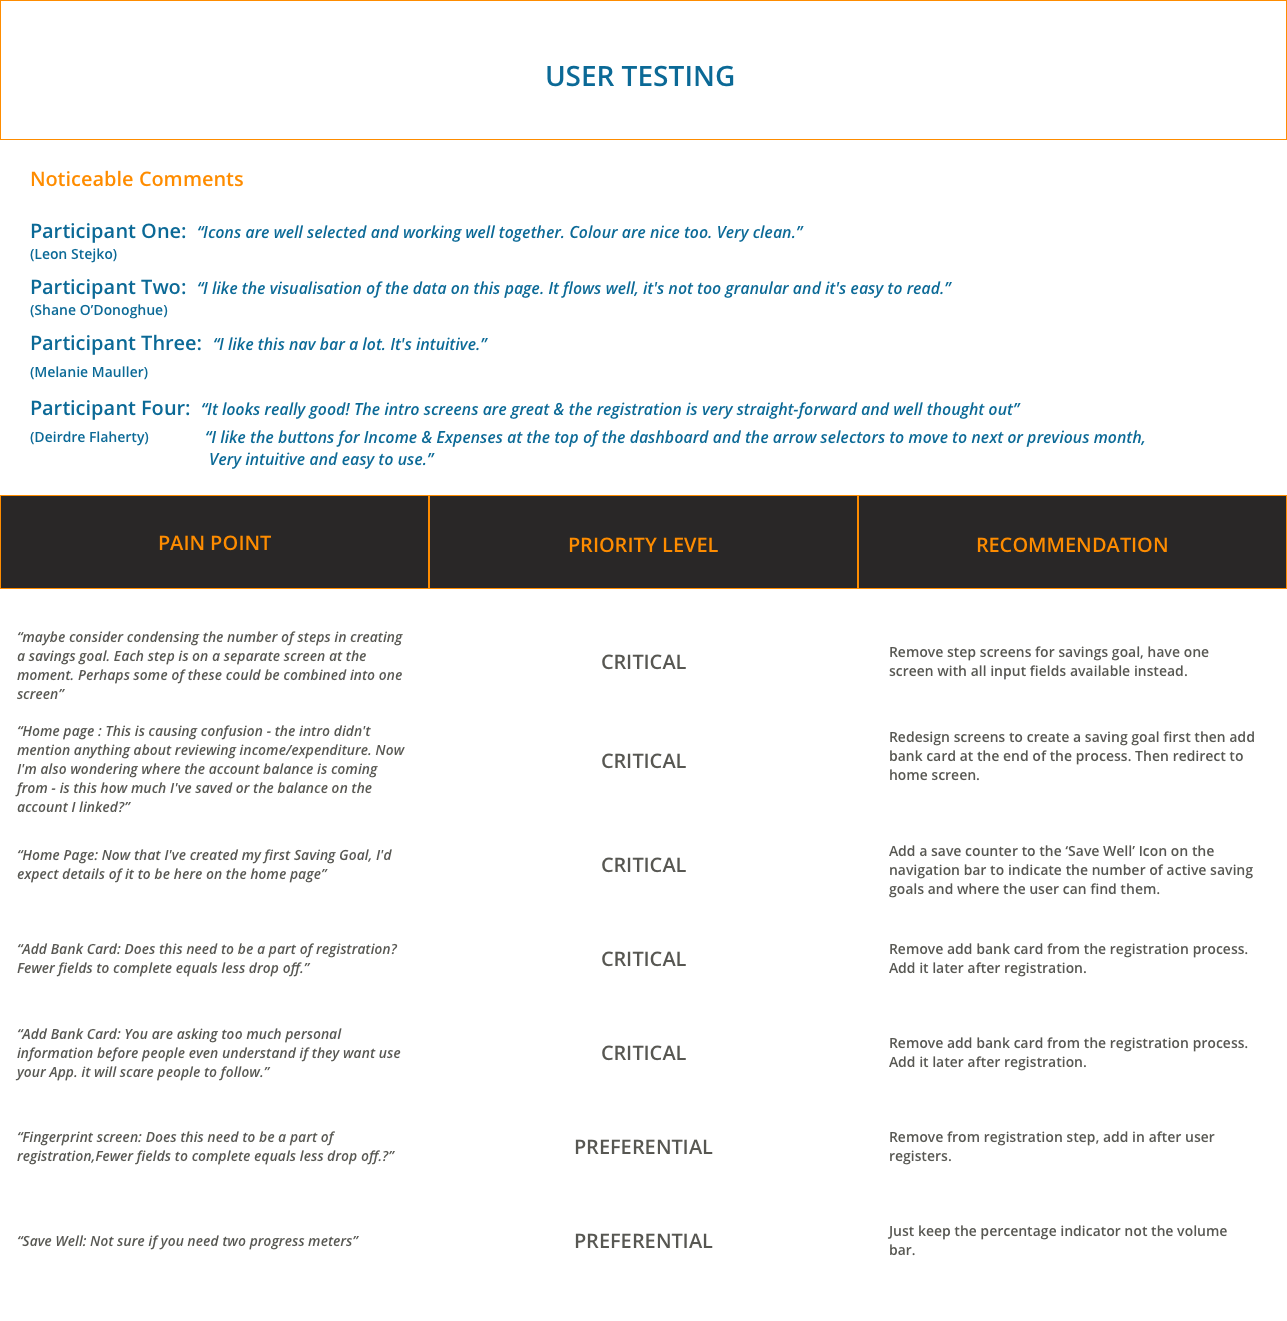 USER TESTING
Noticeable Comments
Participant One: “Icons are well selected and working well together. Colour are nice too. Very clean.”
(Leon Stejko)
Participant Two: “I like the visualisation of the data on this page. It flows well, it's not too granular and it's easy to read.”
(Shane O’Donoghue)
Participant Three: “I like this nav bar a lot. It's intuitive.”
(Melanie Mauller)
Participant Four: “It looks really good! The intro screens are great & the registration is very straight-forward and well thought out”
(Deirdre Flaherty) “I like the buttons for Income & Expenses at the top of the dashboard and the arrow selectors to move to next or previous month,
Very intuitive and easy to use.”
PAIN POINT
PRIORITY LEVEL
RECOMMENDATION
“maybe consider condensing the number of steps in creating
a savings goal. Each step is on a separate screen at the
moment. Perhaps some of these could be combined into one
screen”
CRITICAL
Remove step screens for savings goal, have one
screen with all input fields available instead.
“Home page : This is causing confusion - the intro didn't
mention anything about reviewing income/expenditure. Now
I'm also wondering where the account balance is coming
from - is this how much I've saved or the balance on the
account I linked?”
CRITICAL
Redesign screens to create a saving goal first then add
bank card at the end of the process. Then redirect to
home screen.
“Home Page: Now that I've created my first Saving Goal, I'd
expect details of it to be here on the home page”
CRITICAL
Add a save counter to the ‘Save Well’ Icon on the
navigation bar to indicate the number of active saving
goals and where the user can find them.
“Add Bank Card: Does this need to be a part of registration?
Fewer fields to complete equals less drop off.”
CRITICAL
Remove add bank card from the registration process.
Add it later after registration.
“Add Bank Card: You are asking too much personal
information before people even understand if they want use
your App. it will scare people to follow.”
CRITICAL
Remove add bank card from the registration process.
Add it later after registration.
“Fingerprint screen: Does this need to be a part of
registration,Fewer fields to complete equals less drop off.?”
PREFERENTIAL
Remove from registration step, add in after user
registers.
“Save Well: Not sure if you need two progress meters”
PREFERENTIAL
Just keep the percentage indicator not the volume
bar.